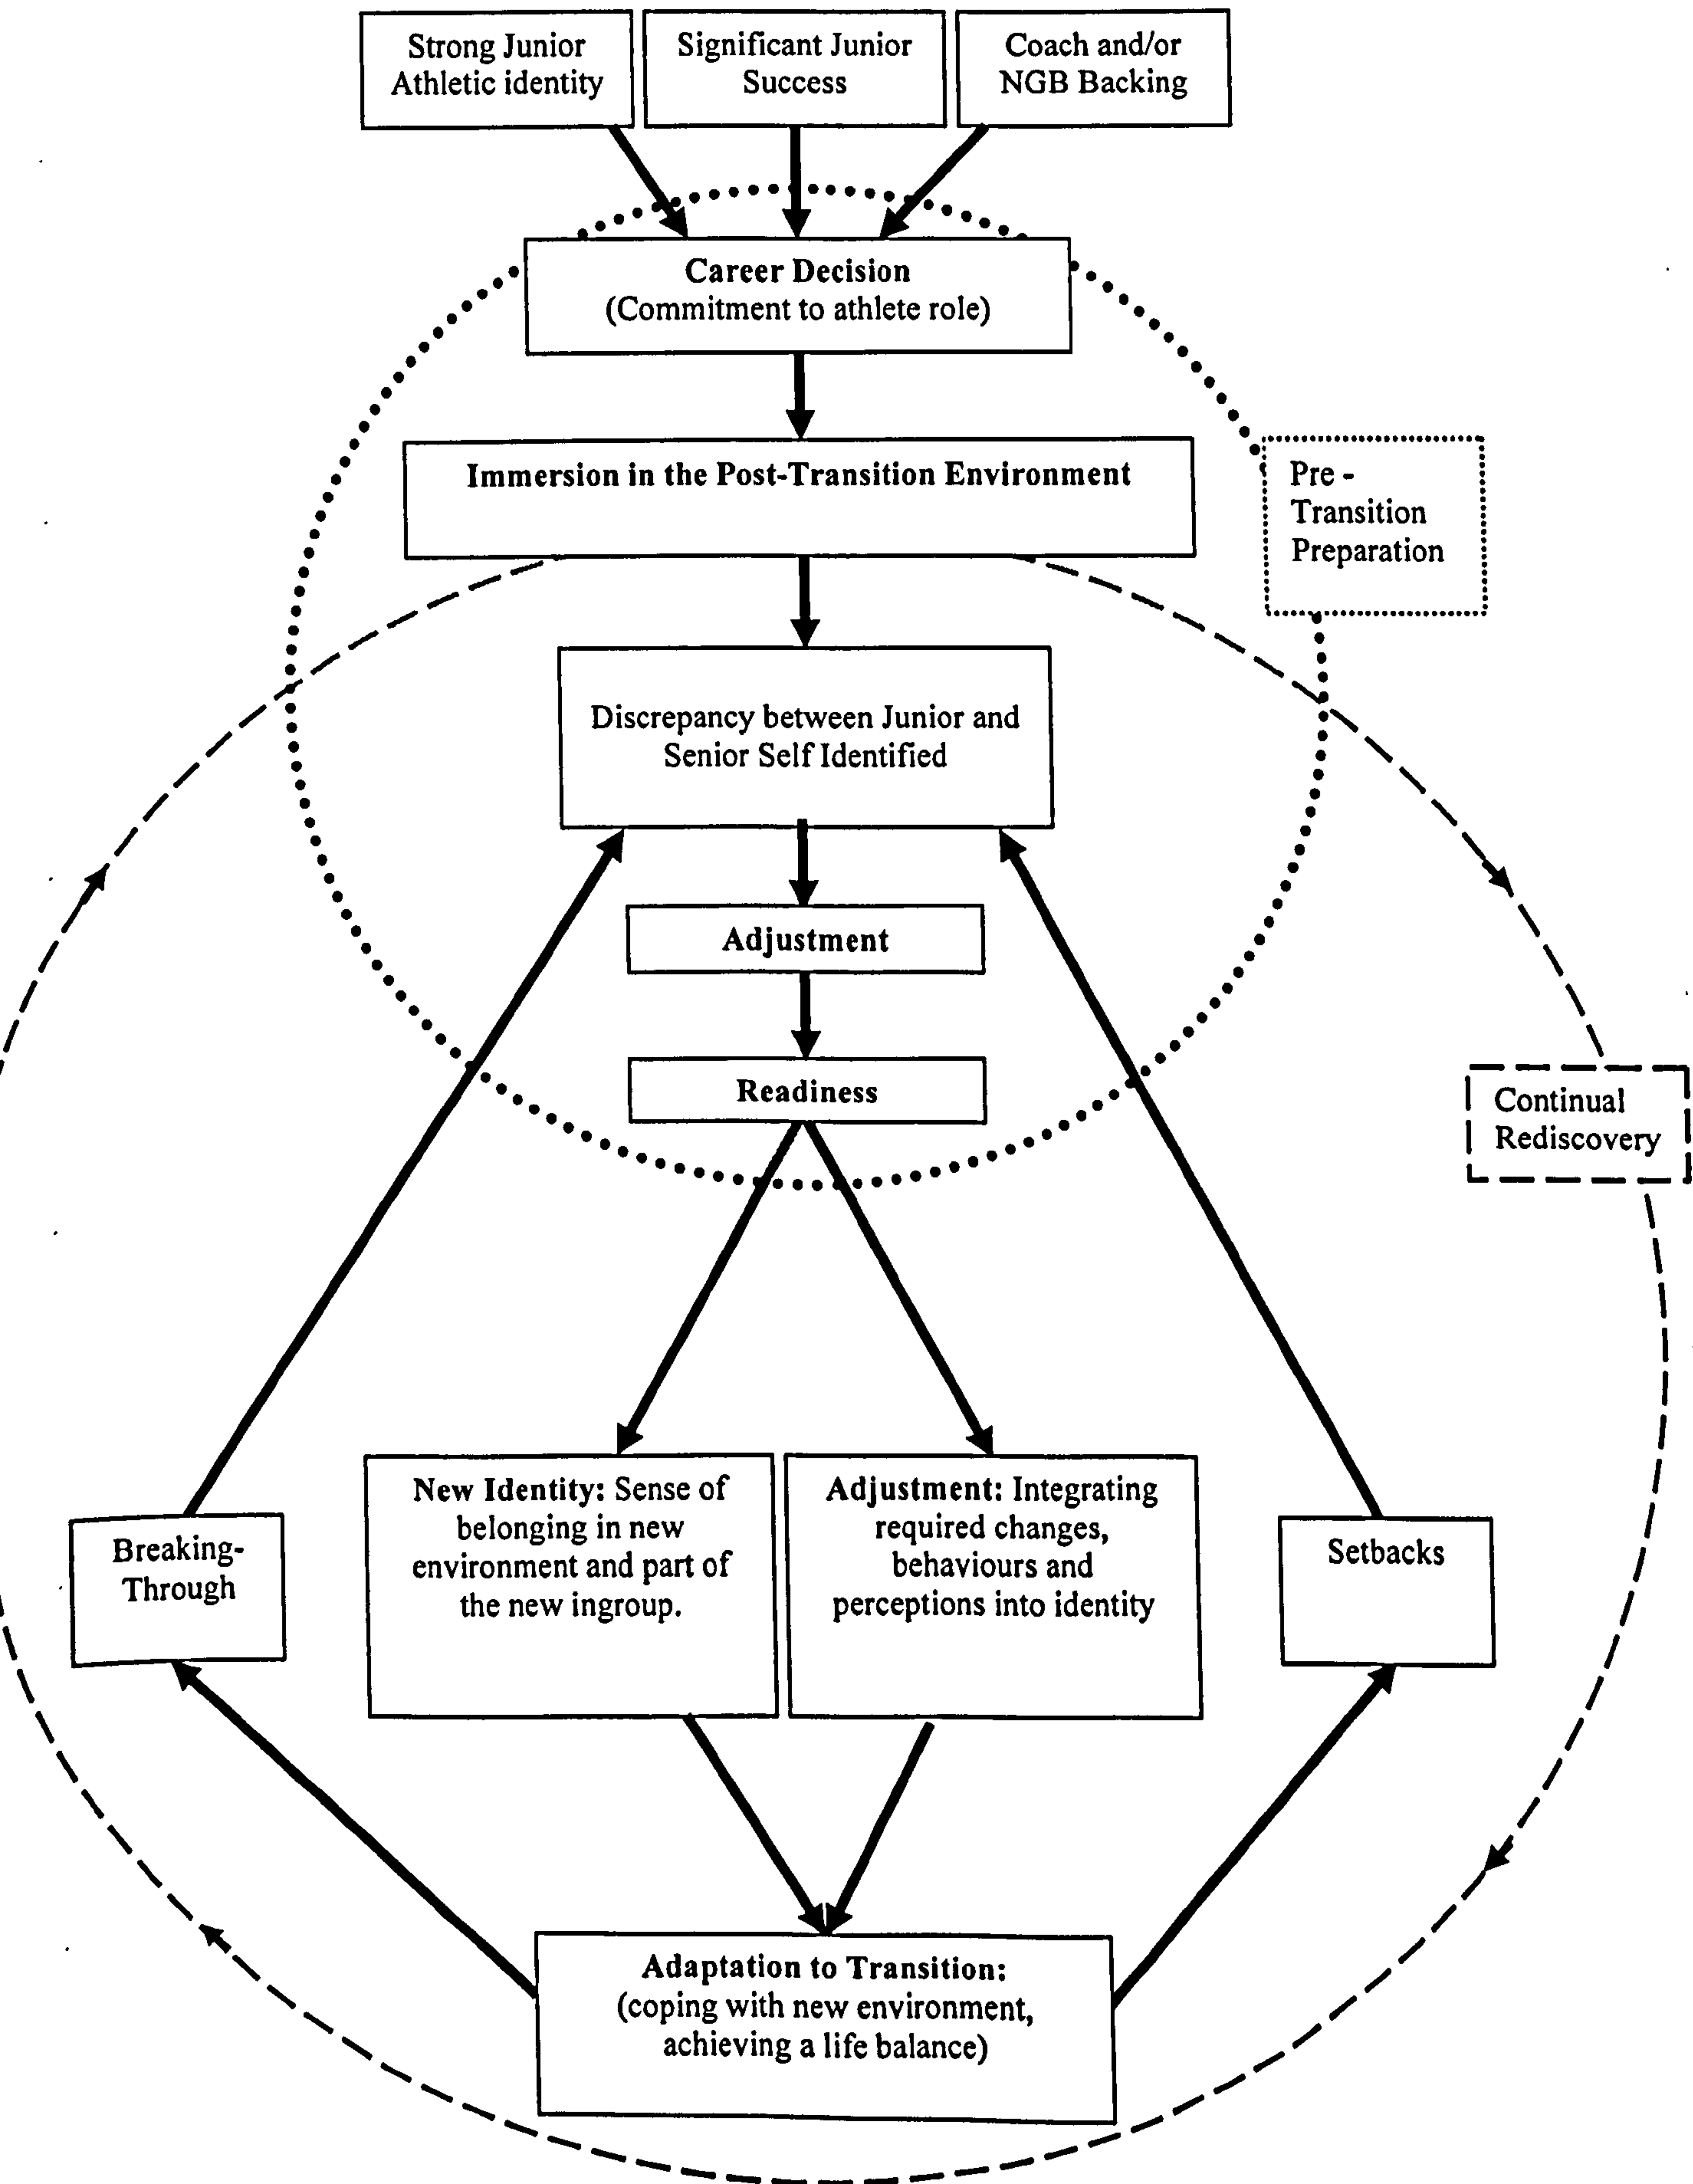 Strong Junior
Athletic identity
Significant Junior
Success
Coach and/or
NGB Backing
Career Decision
(Commitment to athlete role)
Immersion in the Post-Transition Environment
Pre -
Transition
Preparation
Discrepancy between Junior and
Senior Self Identified
Adjustment
Readiness
Continual
Rediscovery
Breaking-
Through
New Identity: Sense of
belonging in new
environment and part of
the new ingroup.
Adjustment: Integrating
required changes,
behaviours and
perceptions into identity
Setbacks
Adaptation to Transition:
(coping with new environment,
achieving a life balance)